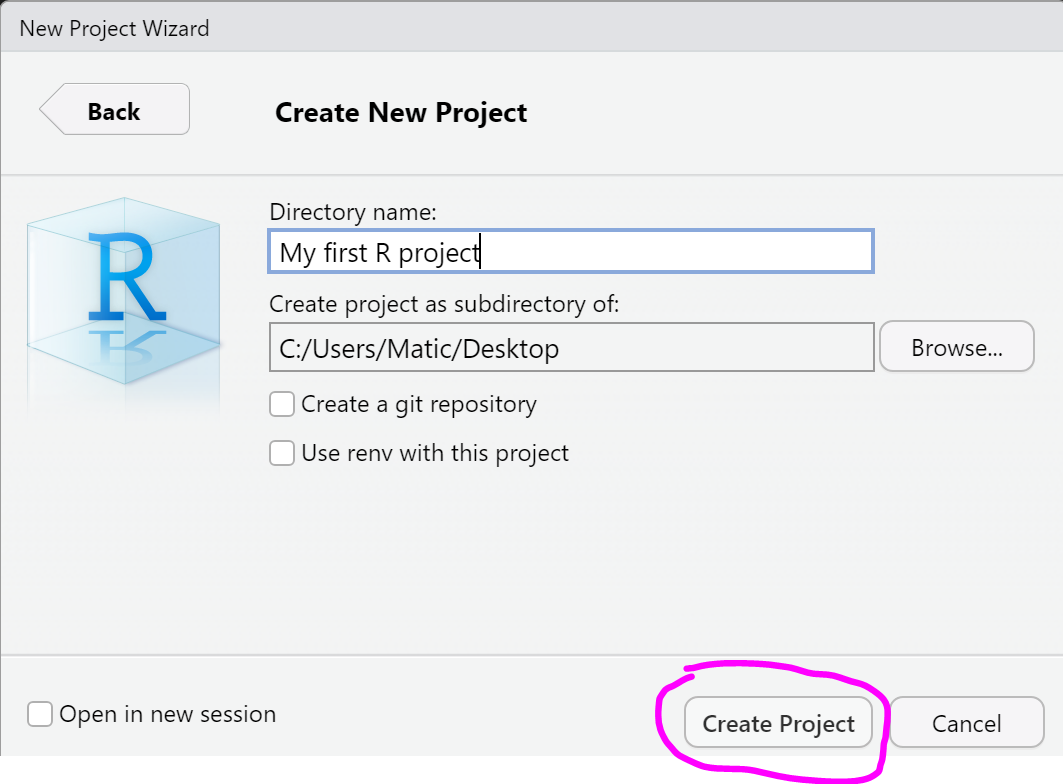 New Project Wizard
Back
Create New Project
R
Directory name:
My first R project
Create project as subdirectory of:
C:/Users/Matic/Desktop
Browse...
Create a git repository
Use renv with this project
Open in new session
Create Project
Cancel